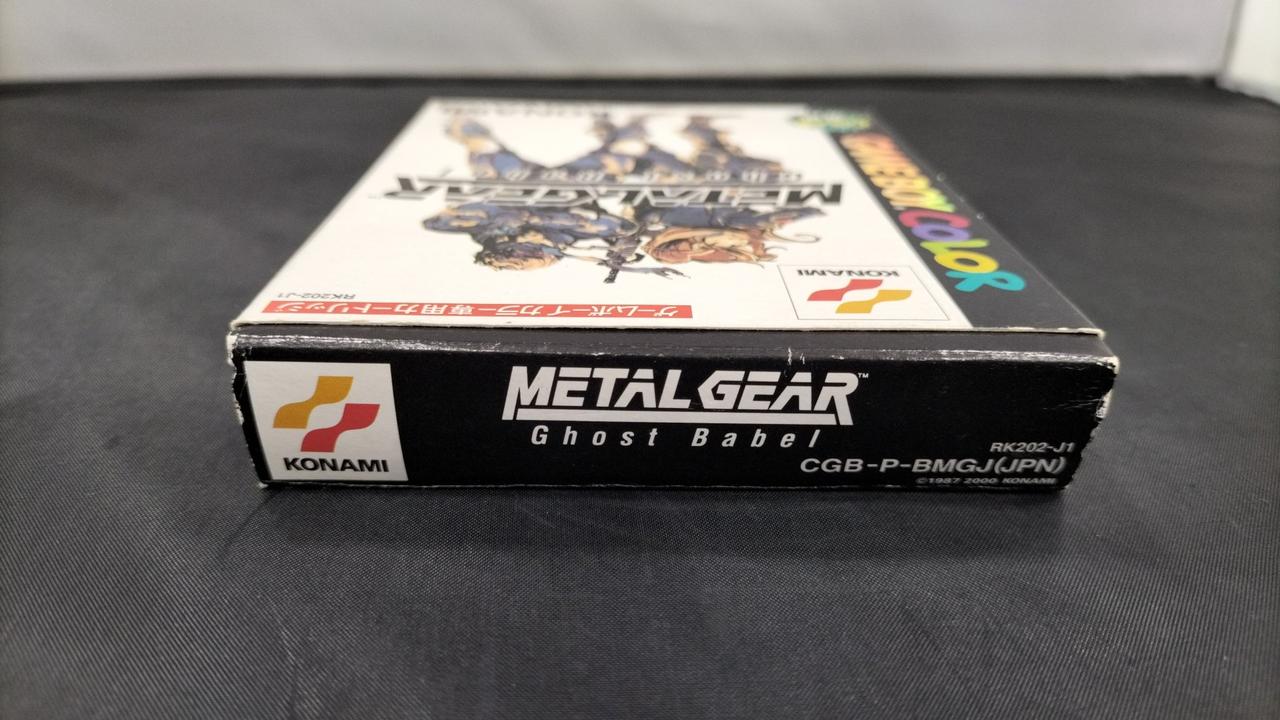 GAMEBOY COLOR
METAL GEAR
KONAMI
RK202-J1
ゲームボーイカラー専用カートリッジ
KONAMI
METAL GEAR™
Ghost Babel
RK202-J1
CGB-P-BMGJ(JPN)
©1987 2000 KONAMI